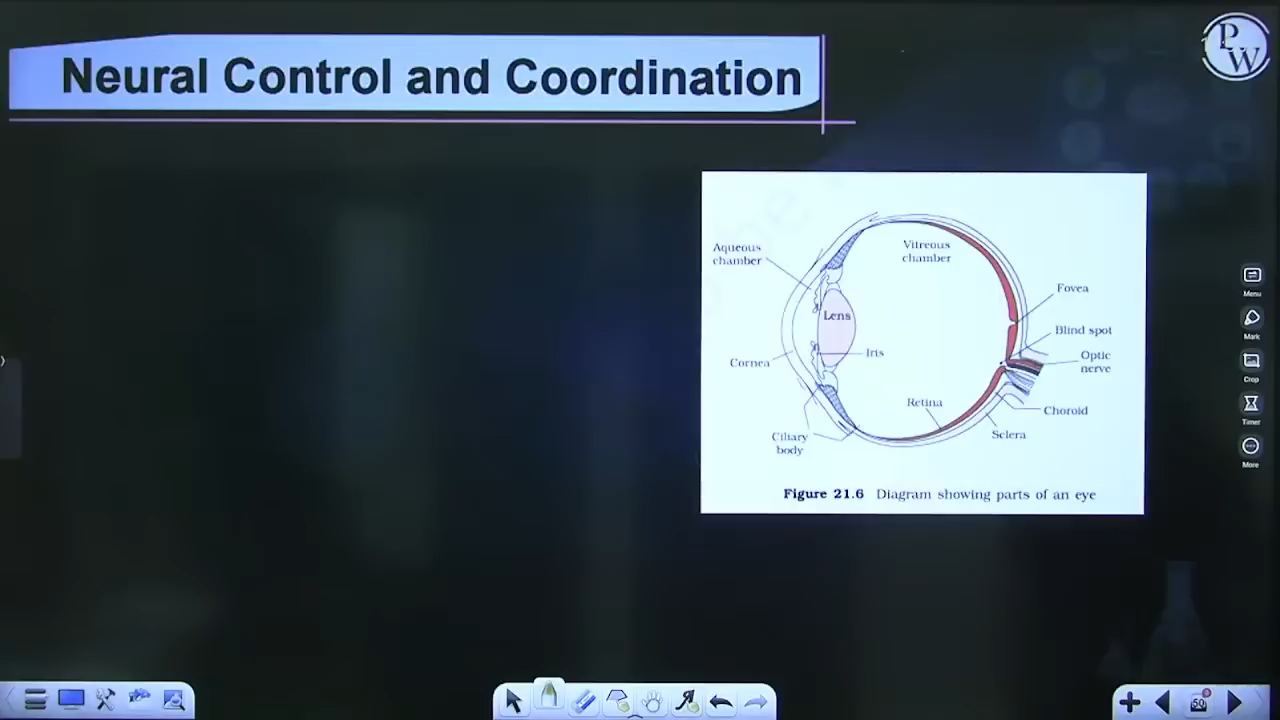 Neural Control and Coordination
PW
Aqueous
chamber
Vitreous
chamber
Fovea
Lens
Blind spot
Iris
Optic
nerve
Cornea
Retina
Choroid
Sclera
Ciliary
body
Figure 21.6 Diagram showing parts of an eye
Menu
Mark
Crop
Timer
More
50